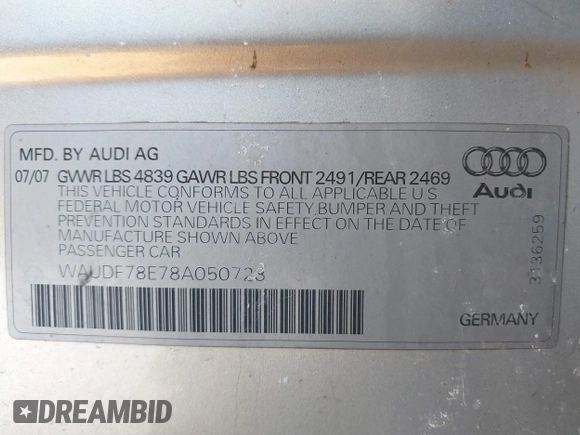 MFD. BY AUDI AG
07/07 GVWR LBS 4839 GAWR LBS FRONT 2491/REAR 2469
THIS VEHICLE CONFORMS TO ALL APPLICABLE U S
FEDERAL MOTOR VEHICLE SAFETY,BUMPER AND THEFT
PREVENTION STANDARDS IN EFFECT ON THE DATE OF
MANUFACTURE SHOWN ABOVE
PASSENGER CAR
WAUDF78E78A050723
Audi
3136259
GERMANY
DREAMBID